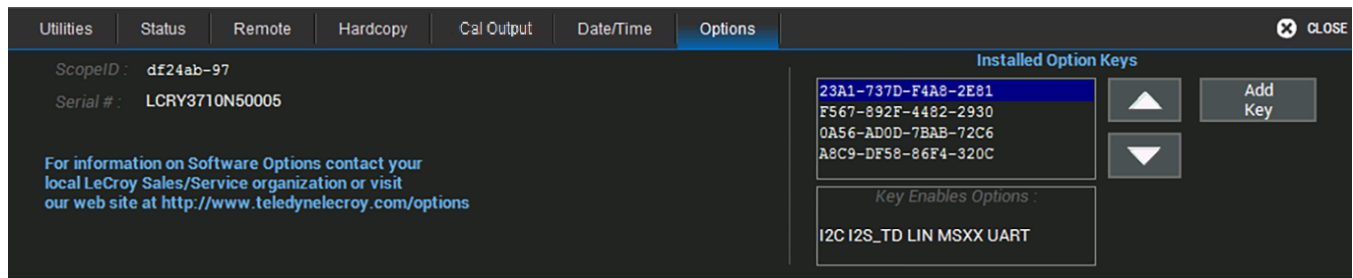 Utilities Status Remote Hardcopy Cal Output Date/Time Options CLOSE
ScopeID : df24ab-97
Serial # : LCRY3710N50005
For information on Software Options contact your
local LeCroy Sales/Service organization or visit
our web site at http://www.teledynelecroy.com/options
Installed Option Keys
23A1-737D-F4A8-2E81
F567-892F-4482-2930
0A56-AD0D-7BAB-72C6
A8C9-DF58-86F4-320C
Add
Key
Key Enables Options :
I2C I2S_TD LIN MSXX UART